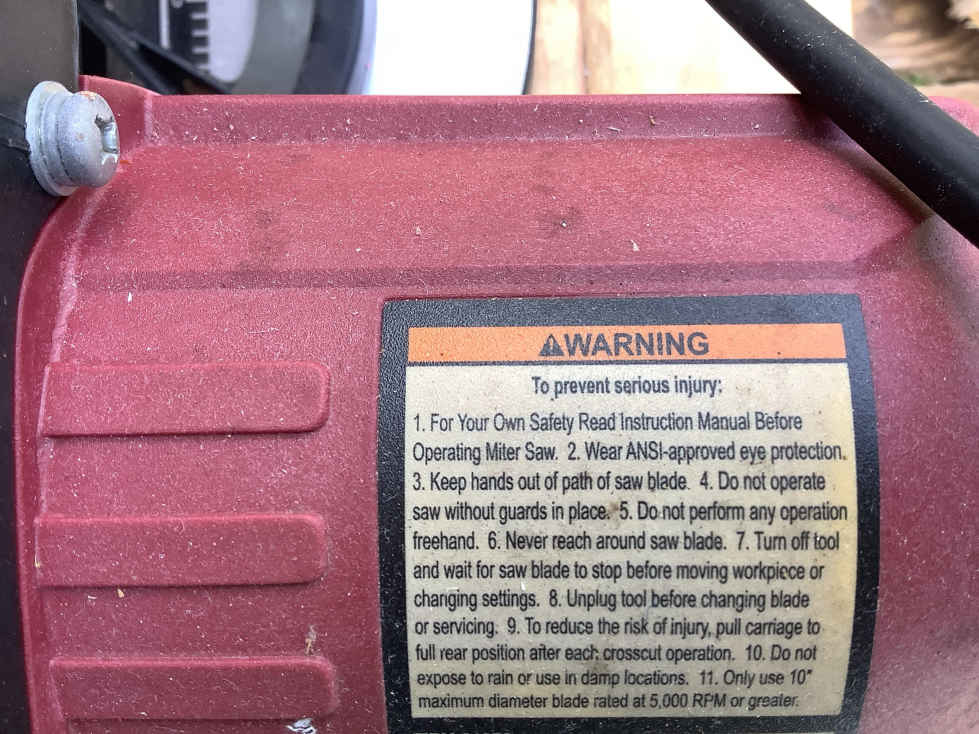 ⚠WARNING
To prevent serious injury:
1. For Your Own Safety Read Instruction Manual Before
Operating Miter Saw. 2. Wear ANSI-approved eye protection.
3. Keep hands out of path of saw blade. 4. Do not operate
saw without guards in place. 5. Do not perform any operation
freehand. 6. Never reach around saw blade. 7. Turn off tool
and wait for saw blade to stop before moving workpiece or
changing settings. 8. Unplug tool before changing blade
or servicing. 9. To reduce the risk of injury, pull carriage to
full rear position after each crosscut operation. 10. Do not
expose to rain or use in damp locations. 11. Only use 10"
maximum diameter blade rated at 5,000 RPM or greater.